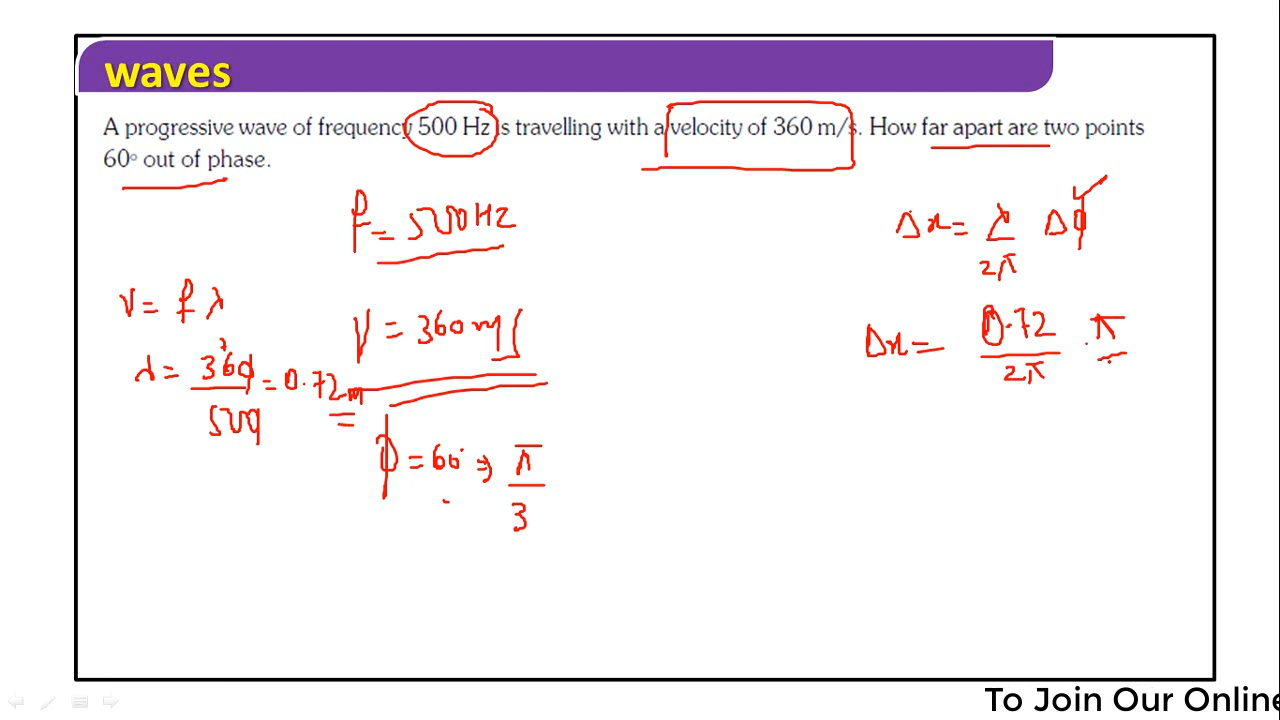 waves
A progressive wave of frequency 500 Hz is travelling with a velocity of 360 m/s. How far apart are two points
60° out of phase.
f = 500 Hz
Δx = λ/2π Δφ
V = f λ
V = 360 m/s
Δx = 0.72/2π · π
λ = 360/500 = 0.72 m
φ = 60° ⇒ π/3
To Join Our Online